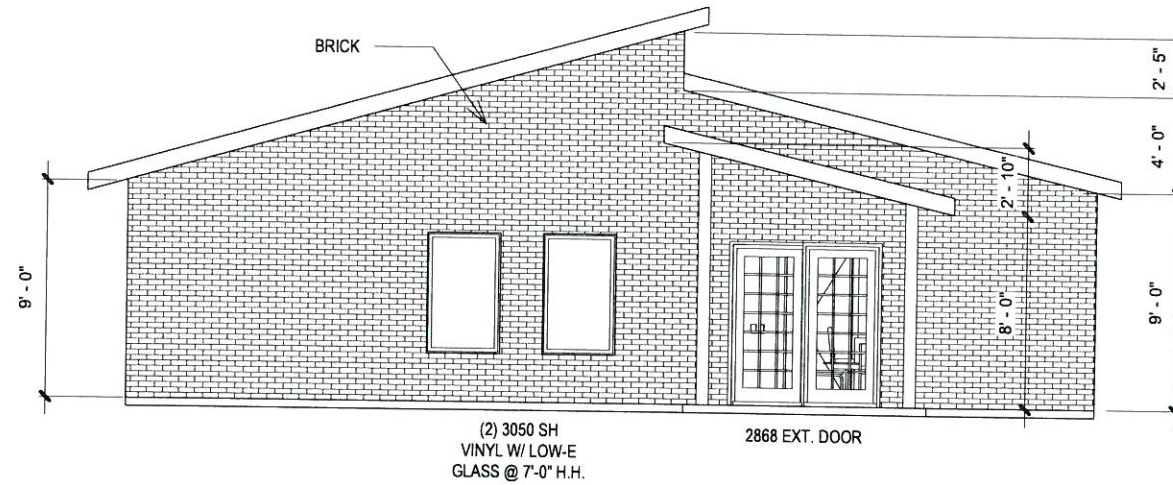 BRICK
2' - 5"
4' - 0"
2' - 10"
9' - 0"
8' - 0"
9' - 0"
(2) 3050 SH
VINYL W/ LOW-E
GLASS @ 7'-0" H.H.
2868 EXT. DOOR